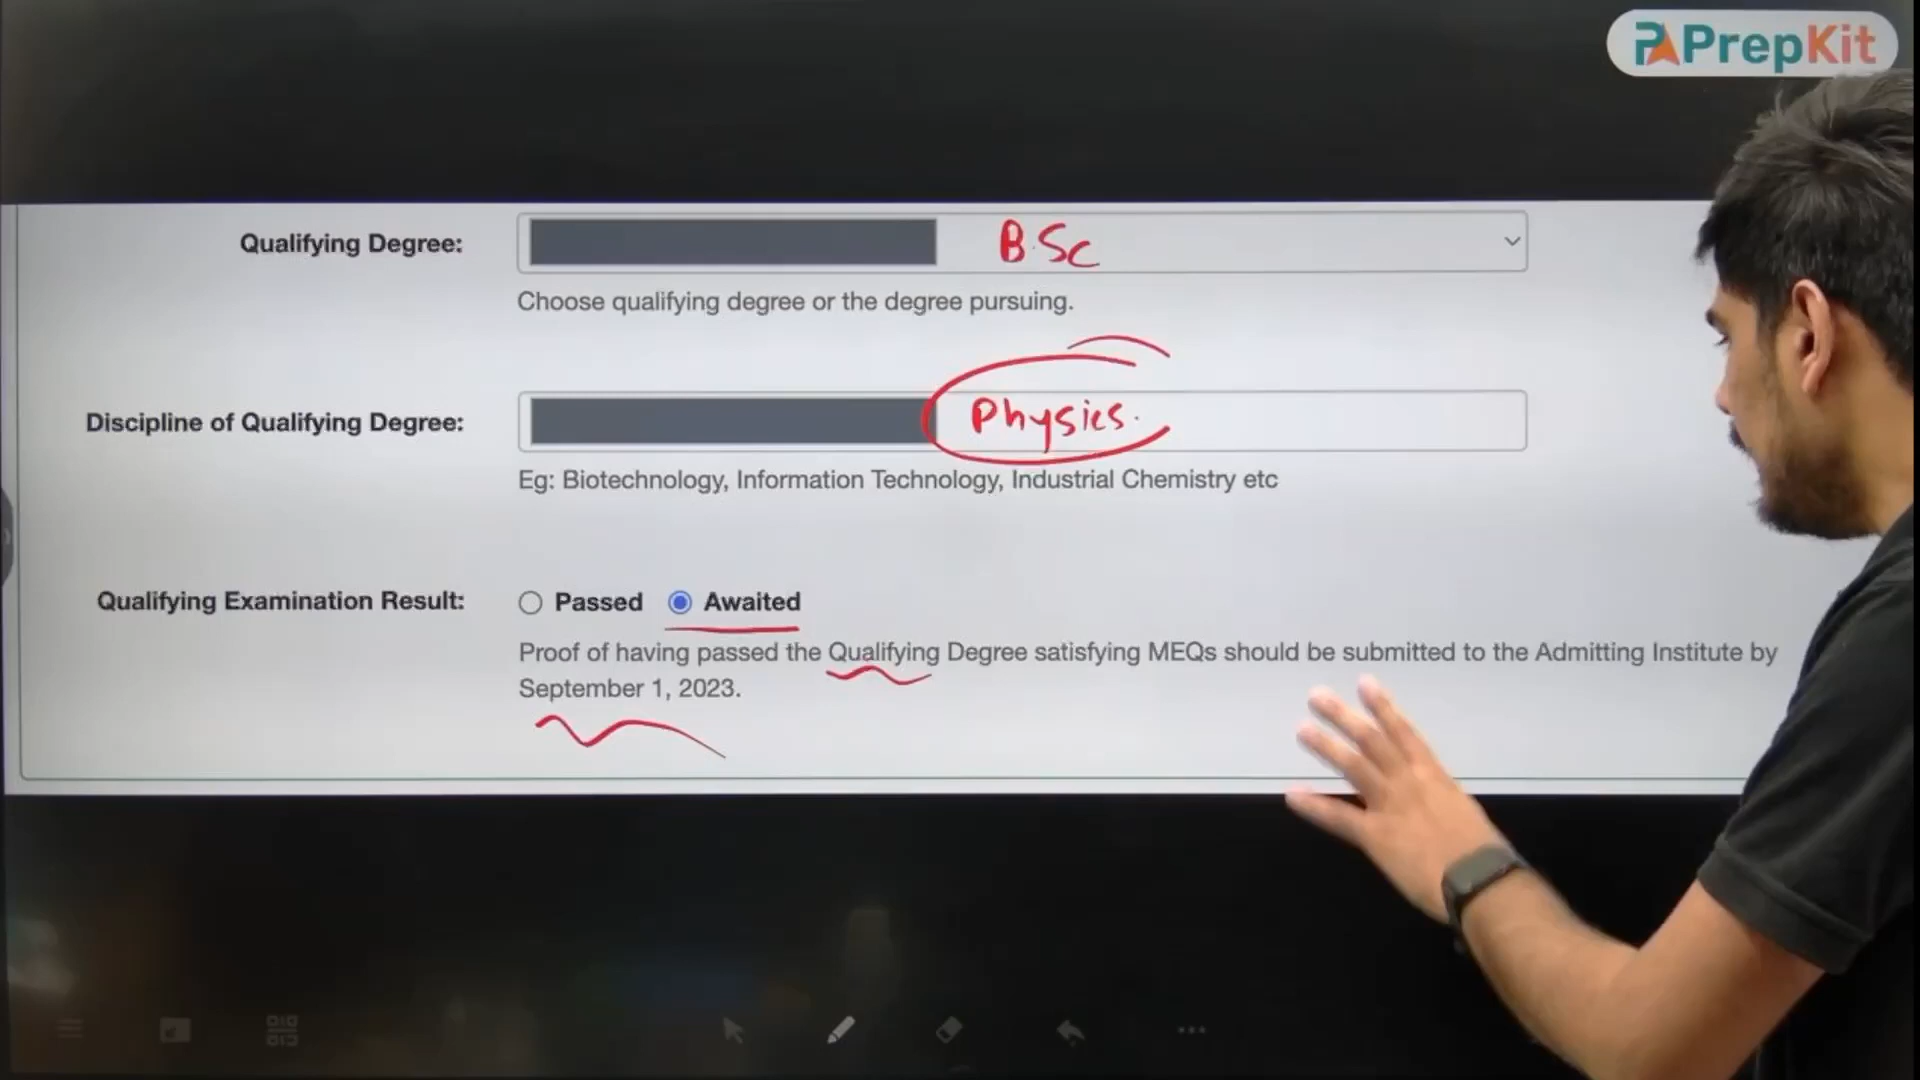 PrepKit
Qualifying Degree: B.Sc
Choose qualifying degree or the degree pursuing.
Discipline of Qualifying Degree: Physics.
Eg: Biotechnology, Information Technology, Industrial Chemistry etc
Qualifying Examination Result: Passed Awaited
Proof of having passed the Qualifying Degree satisfying MEQs should be submitted to the Admitting Institute by
September 1, 2023.